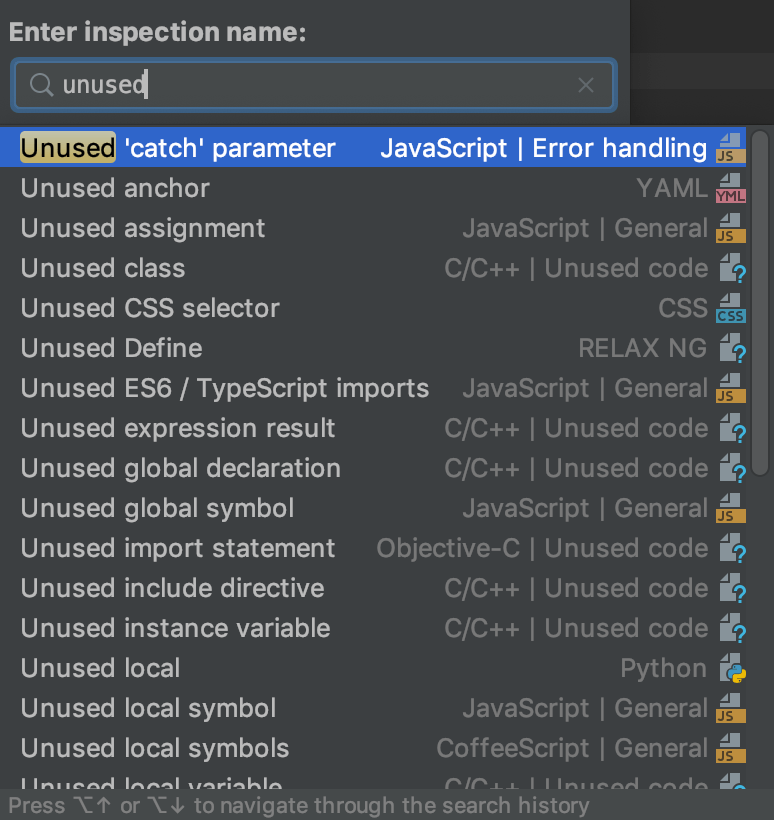 Enter inspection name:
unused
Unused 'catch' parameter JavaScript | Error handling JS
Unused anchor YAML YML
Unused assignment JavaScript | General JS
Unused class C/C++ | Unused code ?
Unused CSS selector CSS CSS
Unused Define RELAX NG ?
Unused ES6 / TypeScript imports JavaScript | General JS
Unused expression result C/C++ | Unused code ?
Unused global declaration C/C++ | Unused code ?
Unused global symbol JavaScript | General JS
Unused import statement Objective-C | Unused code ?
Unused include directive C/C++ | Unused code ?
Unused instance variable C/C++ | Unused code ?
Unused local Python
Unused local symbol JavaScript | General JS
Unused local symbols CoffeeScript | General JS
Unused local variable C/C++ | Unused code
Press ⌥↑ or ⌥↓ to navigate through the search history